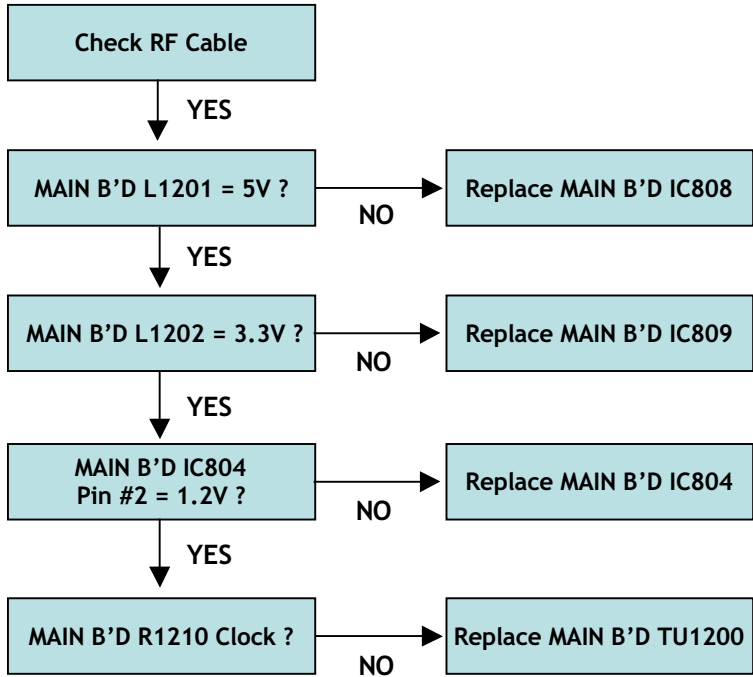 Check RF Cable
YES
MAIN B’D L1201 = 5V ?
NO
Replace MAIN B’D IC808
YES
MAIN B’D L1202 = 3.3V ?
NO
Replace MAIN B’D IC809
YES
MAIN B’D IC804
Pin #2 = 1.2V ?
NO
Replace MAIN B’D IC804
YES
MAIN B’D R1210 Clock ?
NO
Replace MAIN B’D TU1200